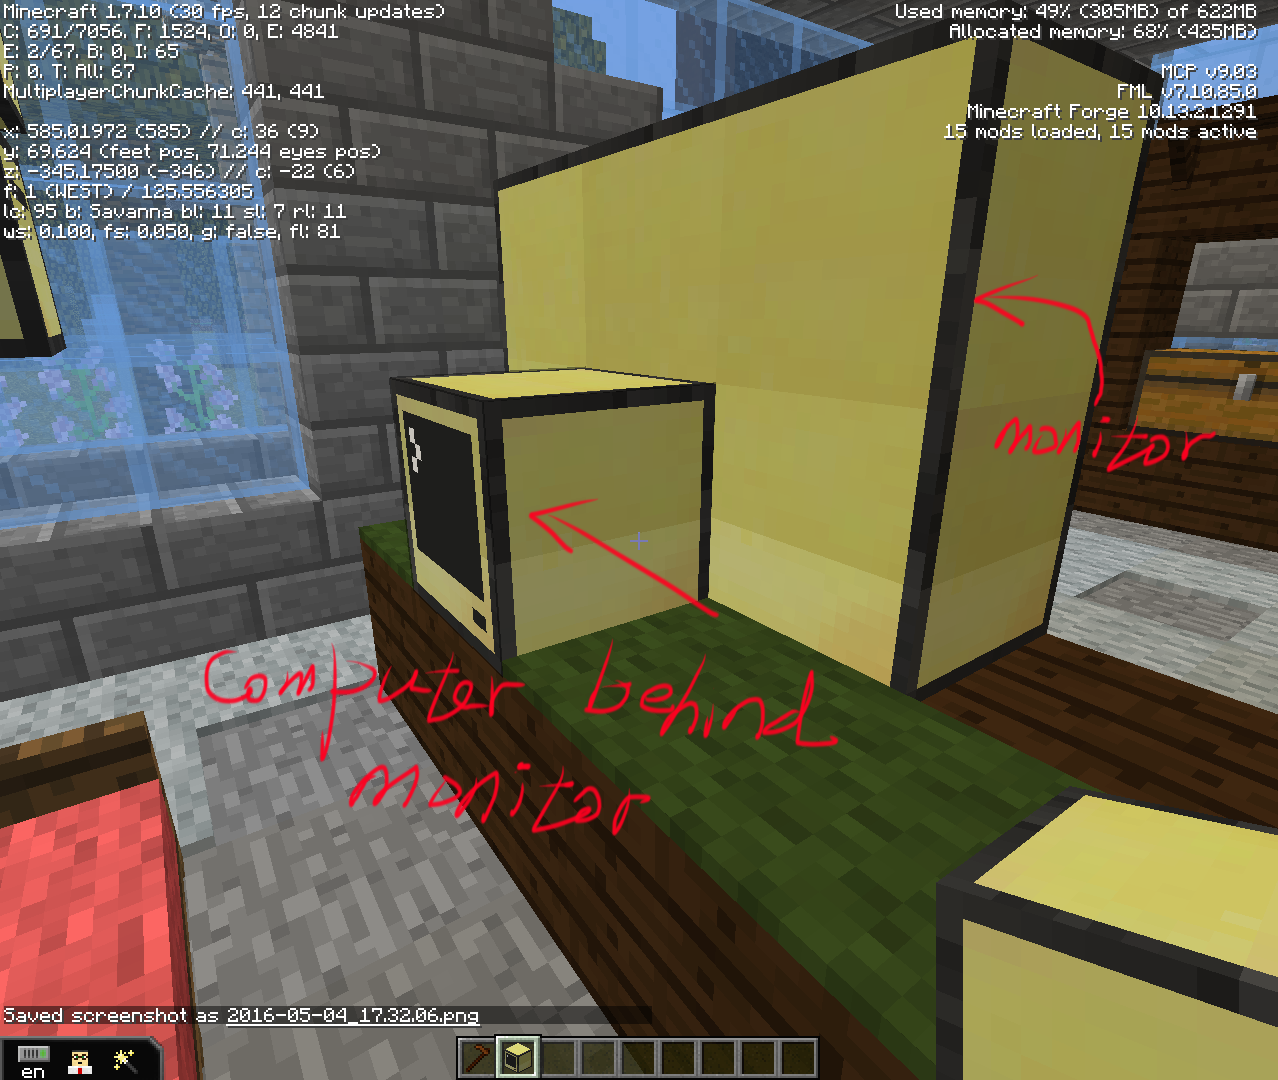 Minecraft 1.7.10 (30 fps, 12 chunk updates)
C: 691/7056. F: 1524, O: 0, E: 4841
E: 2/67. B: 0, I: 65
P: 0. T: All: 67
MultiplayerChunkCache: 441, 441
x: 585.01972 (585) // c: 36 (9)
y: 69.624 (feet pos, 71.244 eyes pos)
z: -345.17500 (-346) // c: -22 (6)
f: 1 (WEST) / 125.556305
lc: 95 b: Savanna bl: 11 sl: 7 rl: 11
ws: 0.100, fs: 0.050, g: false, fl: 81
Used memory: 49% (305MB) of 622MB
Allocated memory: 68% (425MB)
MCP v9.03
FML v7.10.85.0
Minecraft Forge 10.13.2.1291
15 mods loaded, 15 mods active
monitor
Computer behind
monitor
Saved screenshot as 2016-05-04_17.32.06.png
en